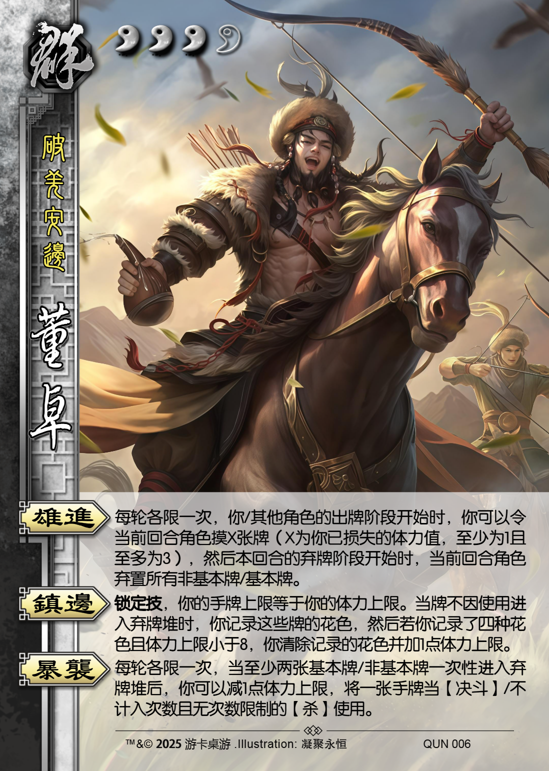 群
破羌安邊
董卓
雄進
每轮各限一次，你/其他角色的出牌阶段开始时，你可以令
当前回合角色摸X张牌（X为你已损失的体力值，至少为1且
至多为3），然后本回合的弃牌阶段开始时，当前回合角色
弃置所有非基本牌/基本牌。
鎮邊
锁定技，你的手牌上限等于你的体力上限。当牌不因使用进
入弃牌堆时，你记录这些牌的花色，然后若你记录了四种花
色且体力上限小于8，你清除记录的花色并加1点体力上限。
暴襲
每轮各限一次，当至少两张基本牌/非基本牌一次性进入弃
牌堆后，你可以减1点体力上限，将一张手牌当【决斗】/不
计入次数且无次数限制的【杀】使用。
™&© 2025 游卡桌游 .Illustration: 凝聚永恒
QUN 006